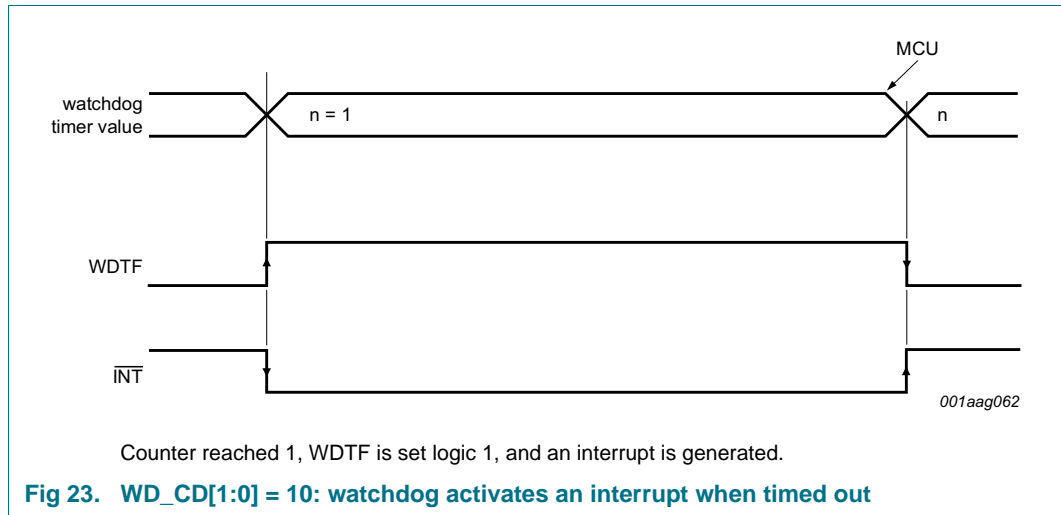 MCU
watchdog
timer value
n = 1
n
WDTF
INT
001aag062
Counter reached 1, WDTF is set logic 1, and an interrupt is generated.
Fig 23. WD_CD[1:0] = 10: watchdog activates an interrupt when timed out